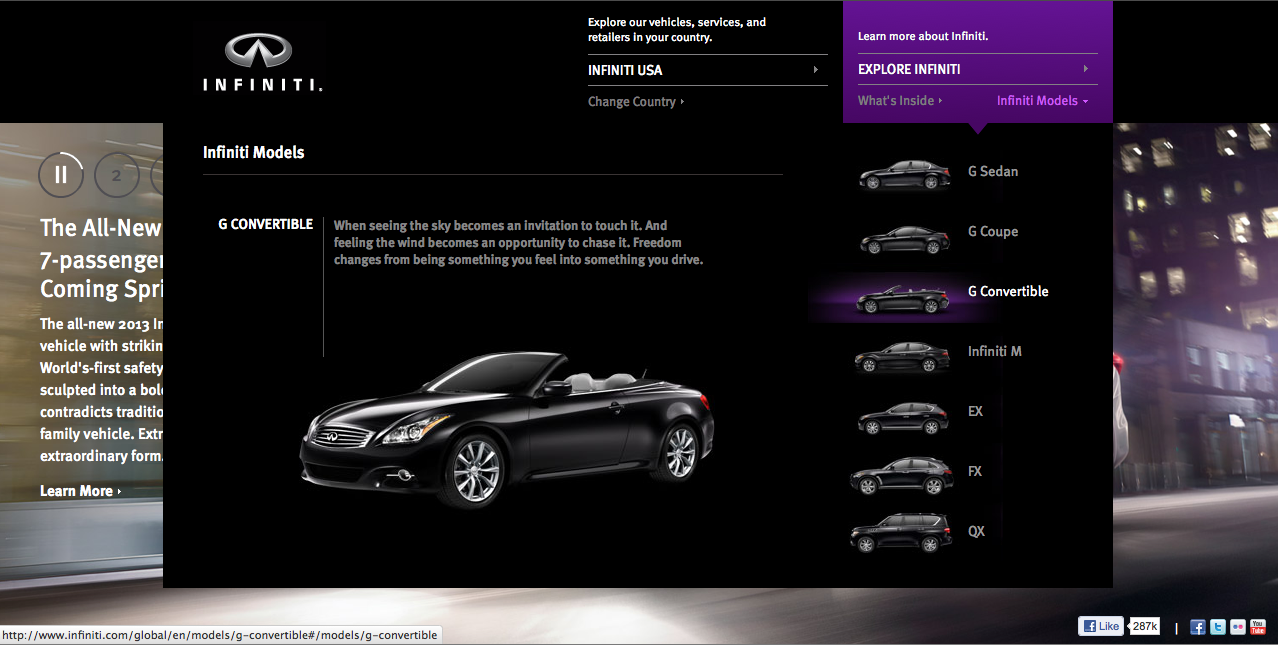 INFINITI.
Explore our vehicles, services, and
retailers in your country.
INFINITI USA
Change Country
Learn more about Infiniti.
EXPLORE INFINITI
What's Inside
Infiniti Models
Infiniti Models
G CONVERTIBLE
When seeing the sky becomes an invitation to touch it. And
feeling the wind becomes an opportunity to chase it. Freedom
changes from being something you feel into something you drive.
G Sedan
G Coupe
G Convertible
Infiniti M
EX
FX
QX
2
The All-New
7-passenger
Coming Spri
The all-new 2013 In
vehicle with strikin
World's-first safety
sculpted into a bol
contradicts traditio
family vehicle. Extr
extraordinary form.
Learn More
http://www.infiniti.com/global/en/models/g-convertible#/models/g-convertible
Like
287k
You
Tube